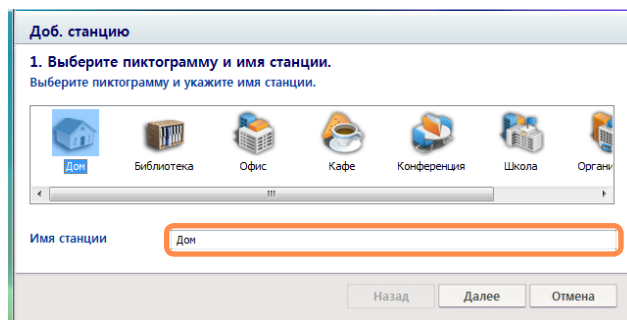 Доб. станцию
1. Выберите пиктограмму и имя станции.
Выберите пиктограмму и укажите имя станции.
Дом Библиотека Офис Кафе Конференция Школа Органи
Имя станции Дом
Назад Далее Отмена